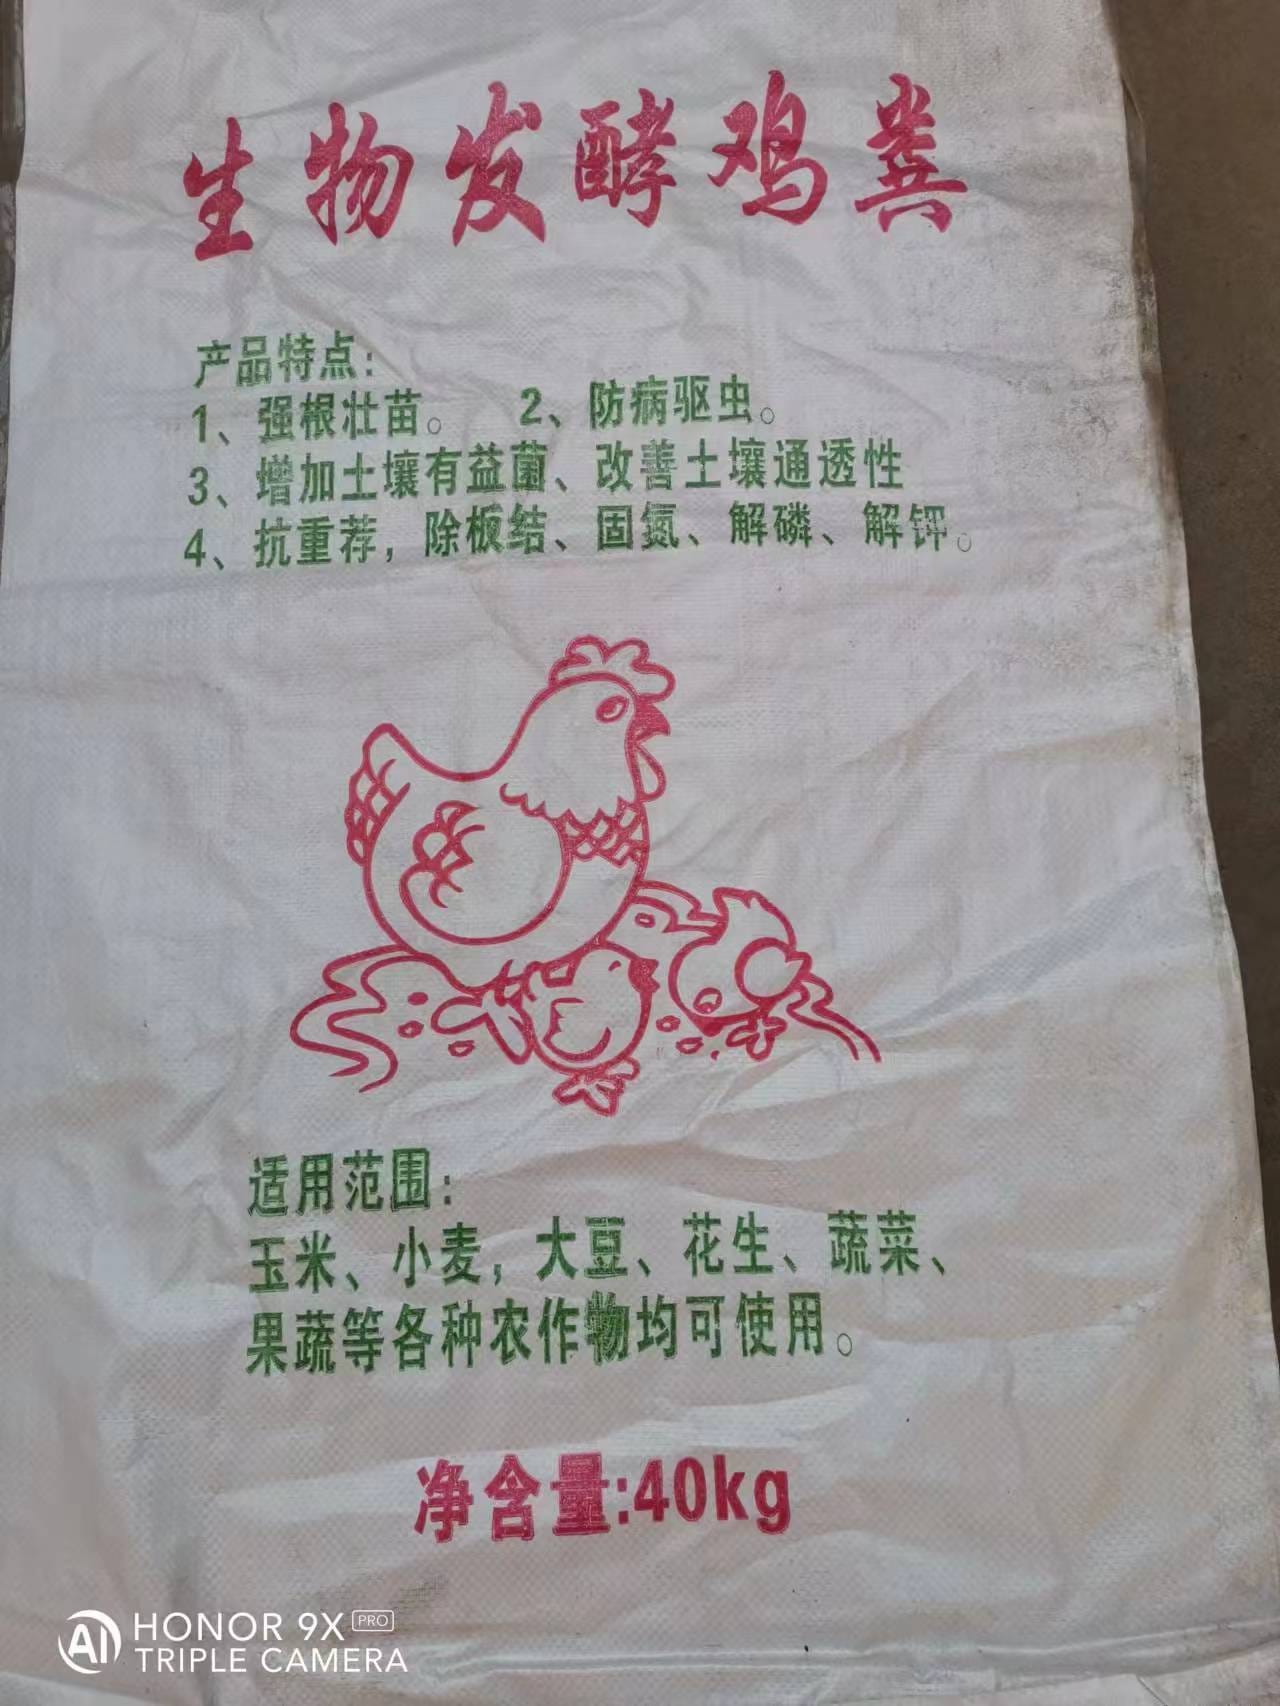 生物发酵鸡粪
产品特点：
1、强根壮苗。 2、防病驱虫。
3、增加土壤有益菌、改善土壤通透性
4、抗重荐，除板结、固氮、解磷、解钾。
适用范围：
玉米、小麦，大豆、花生、蔬菜、
果蔬等各种农作物均可使用。
净含量:40kg
AI HONOR 9X PRO
TRIPLE CAMERA